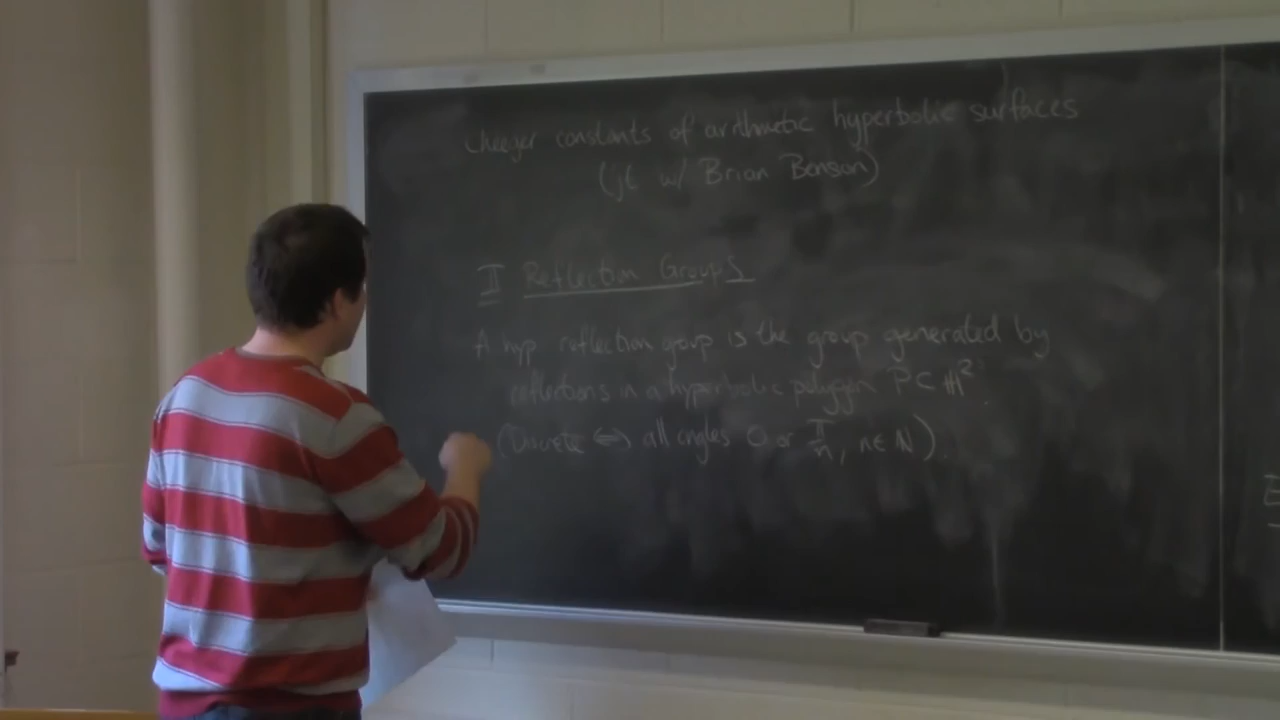 Cheeger constants of arithmetic hyperbolic surfaces
(jt w/ Brian Benson)
II Reflection Groups
A hyp reflection group is the group generated by
reflections in a hyperbolic polygon P ⊂ ℍ².
(Discrete ⟺ all angles 0 or π/n, n ∈ ℕ).